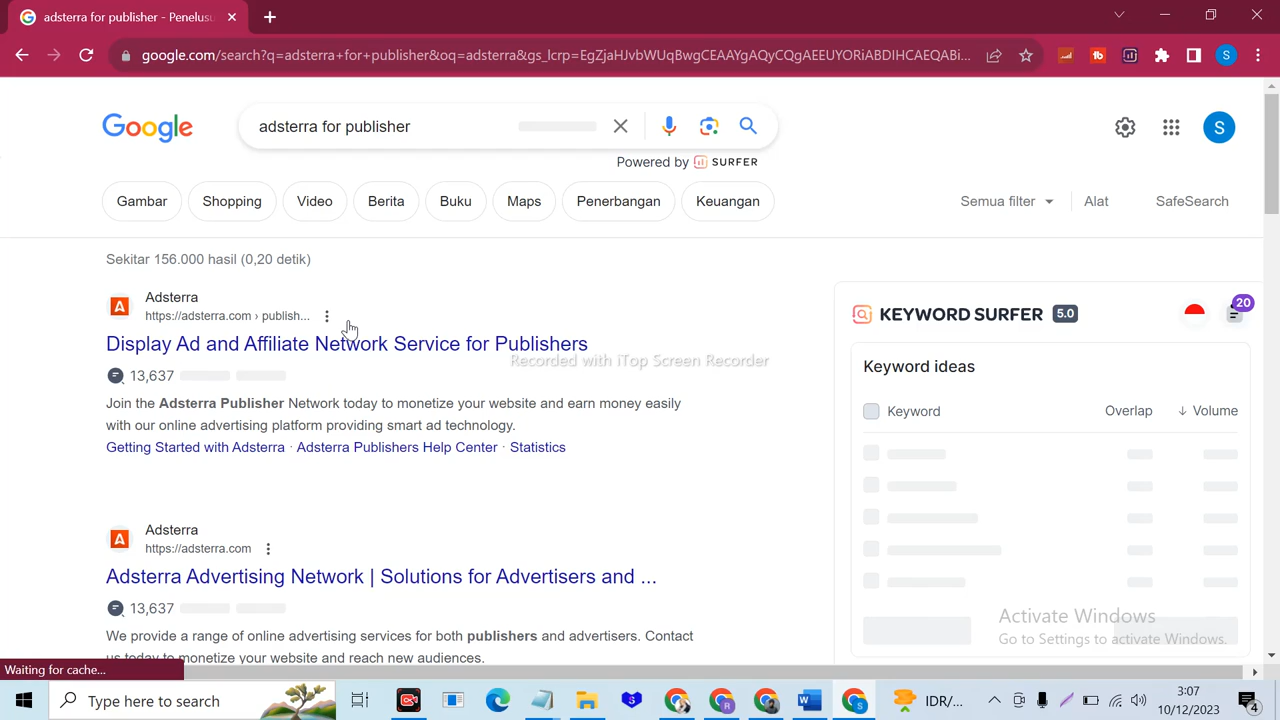 adsterra for publisher - Penelusu
google.com/search?q=adsterra+for+publisher&oq=adsterra&gs_lcrp=EgZjaHJvbWUqBwgCEAAYgAQyCQgAEEUYORiABDIHCAEQABi...
S
Google
adsterra for publisher
S
Powered by SURFER
Gambar
Shopping
Video
Berita
Buku
Maps
Penerbangan
Keuangan
Semua filter
Alat
SafeSearch
Sekitar 156.000 hasil (0,20 detik)
Adsterra
https://adsterra.com › publish...
Display Ad and Affiliate Network Service for Publishers
13,637
Join the Adsterra Publisher Network today to monetize your website and earn money easily
with our online advertising platform providing smart ad technology.
Getting Started with Adsterra · Adsterra Publishers Help Center · Statistics
Recorded with iTop Screen Recorder
Adsterra
https://adsterra.com
Adsterra Advertising Network | Solutions for Advertisers and ...
13,637
We provide a range of online advertising services for both publishers and advertisers. Contact
us today to monetize your website and reach new audiences.
KEYWORD SURFER 5.0
20
Keyword ideas
Keyword Overlap Volume
Activate Windows
Go to Settings to activate Windows.
Waiting for cache...
Type here to search
IDR/...
3:07
10/12/2023
4